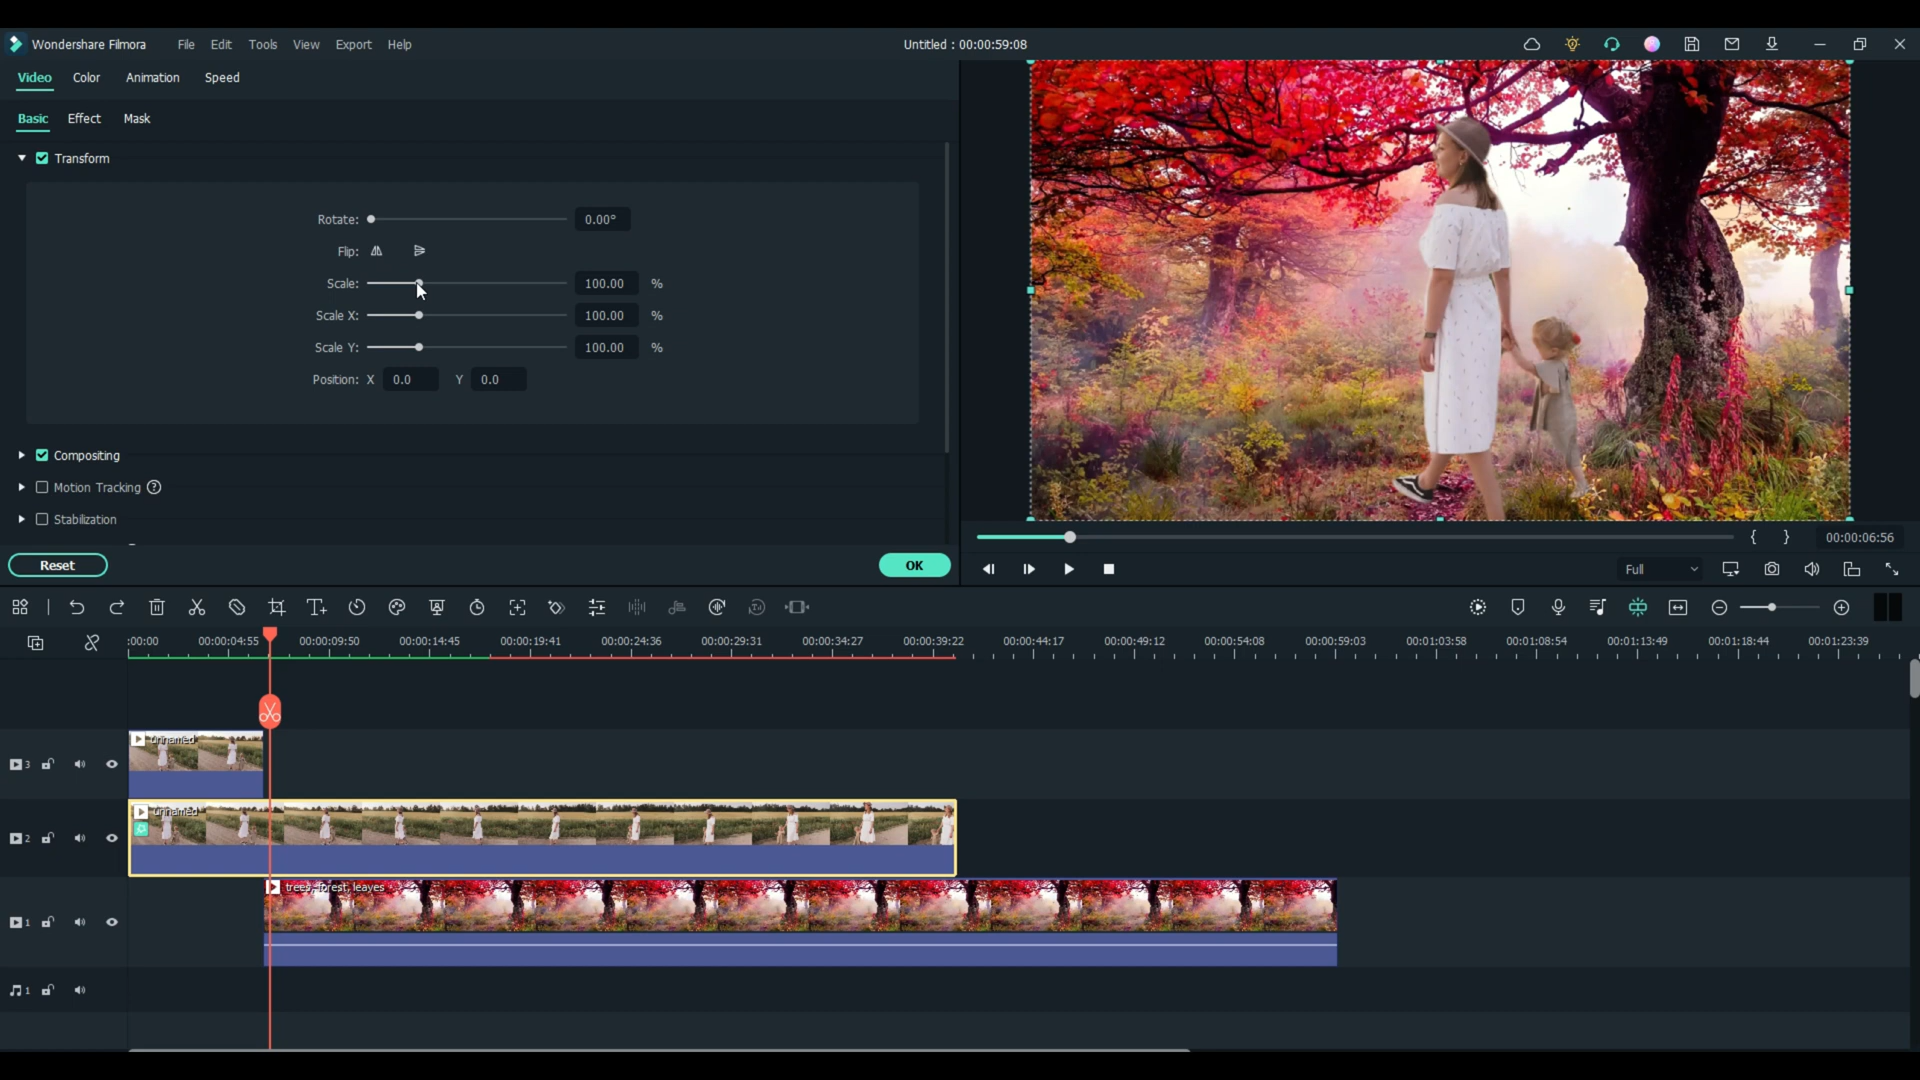 Wondershare Filmora File Edit Tools View Export Help Untitled : 00:00:59:08
Video Color Animation Speed
Basic Effect Mask
Transform
Rotate: 0.00°
Flip:
Scale: 100.00 %
Scale X: 100.00 %
Scale Y: 100.00 %
Position: X 0.0 Y 0.0
Compositing
Motion Tracking ?
Stabilization
Reset OK
{ } 00:00:06:56
Full
:00:00 00:00:04:55 00:00:09:50 00:00:14:45 00:00:19:41 00:00:24:36 00:00:29:31 00:00:34:27 00:00:39:22 00:00:44:17 00:00:49:12 00:00:54:08 00:00:59:03 00:01:03:58 00:01:08:54 00:01:13:49 00:01:18:44 00:01:23:39
unnamed
3
unnamed
2
trees, forest, leaves
1
1